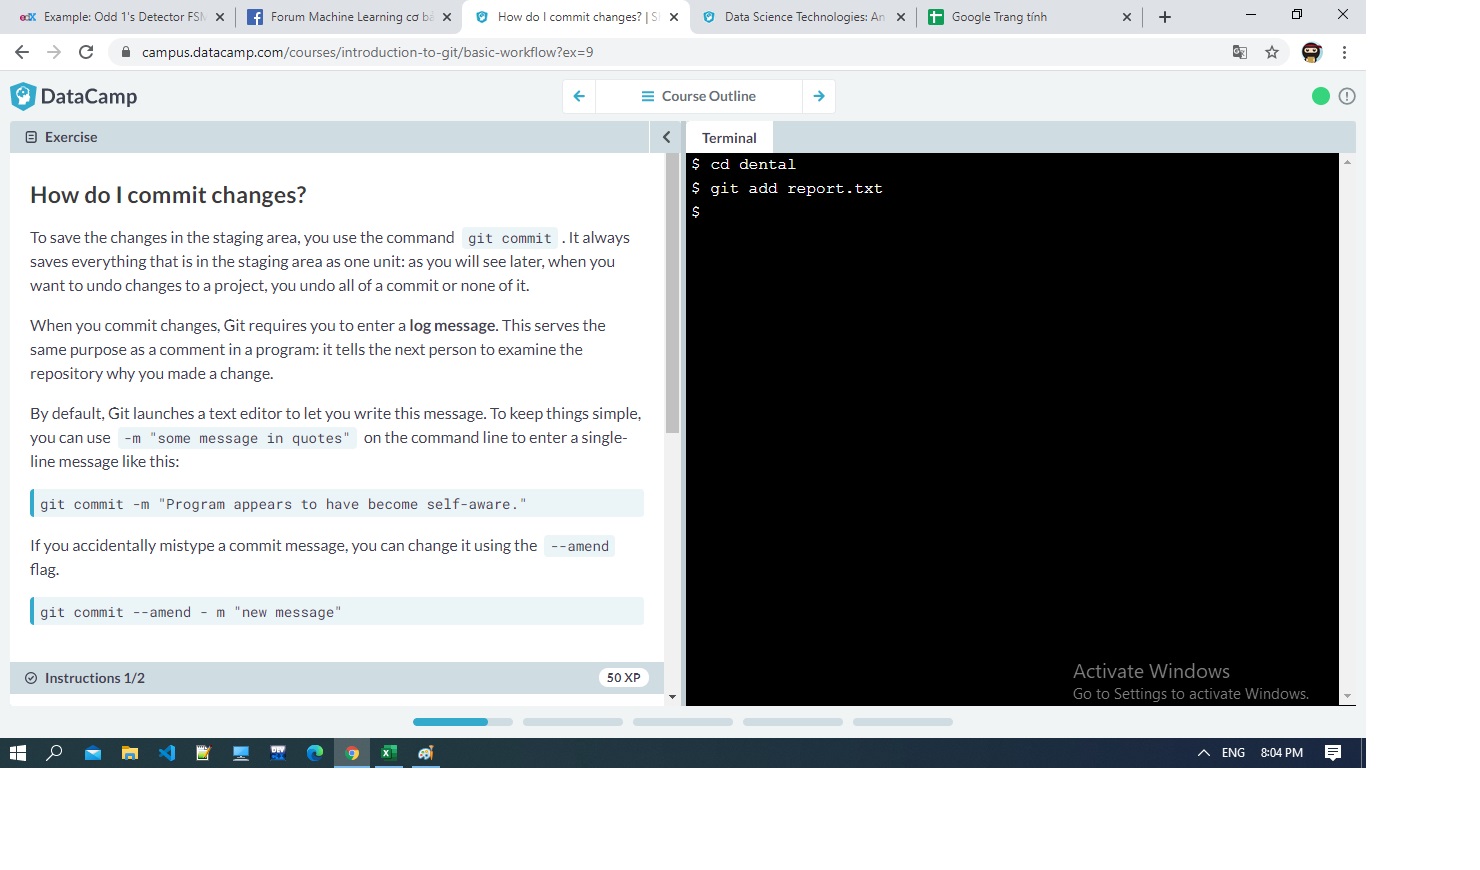 edX Example: Odd 1's Detector FSM
Forum Machine Learning cơ bả
How do I commit changes? | S
Data Science Technologies: An
Google Trang tính
campus.datacamp.com/courses/introduction-to-git/basic-workflow?ex=9
DataCamp
Course Outline
Exercise
How do I commit changes?
To save the changes in the staging area, you use the command git commit . It always
saves everything that is in the staging area as one unit: as you will see later, when you
want to undo changes to a project, you undo all of a commit or none of it.
When you commit changes, Git requires you to enter a log message. This serves the
same purpose as a comment in a program: it tells the next person to examine the
repository why you made a change.
By default, Git launches a text editor to let you write this message. To keep things simple,
you can use -m "some message in quotes" on the command line to enter a single-
line message like this:
git commit -m "Program appears to have become self-aware."
If you accidentally mistype a commit message, you can change it using the --amend
flag.
git commit --amend - m "new message"
Instructions 1/2
50 XP
Terminal
$ cd dental
$ git add report.txt
$
Activate Windows
Go to Settings to activate Windows.
DEV
ENG
8:04 PM